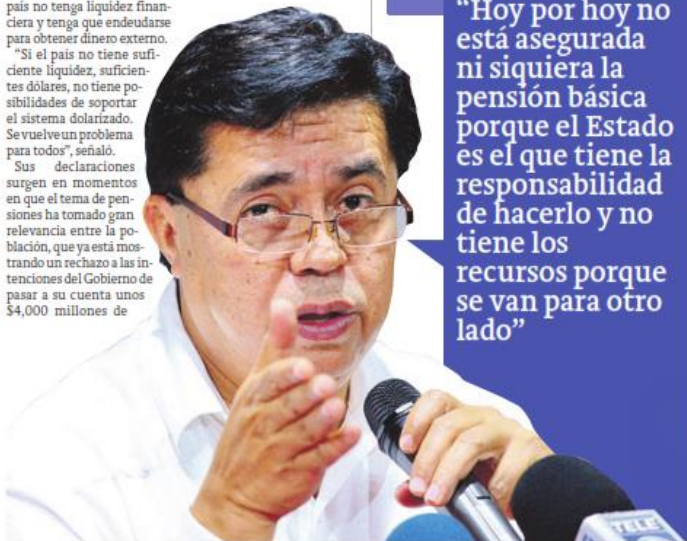 país no tenga liquidez finan-
ciera y tenga que endeudarse
para obtener dinero externo.
“Si el país no tiene sufi-
ciente liquidez, suficien-
tes dólares, no tiene po-
sibilidades de soportar
el sistema dolarizado.
Se vuelve un problema
para todos”, señaló.
Sus declaraciones
surgen en momentos
en que el tema de pen-
siones ha tomado gran
relevancia entre la po-
blación, que ya está mos-
trando un rechazo a las in-
tenciones del Gobierno de
pasar a su cuenta unos
$4,000 millones de
“Hoy por hoy no
está asegurada
ni siquiera la
pensión básica
porque el Estado
es el que tiene la
responsabilidad
de hacerlo y no
tiene los
recursos porque
se van para otro
lado”
TELE